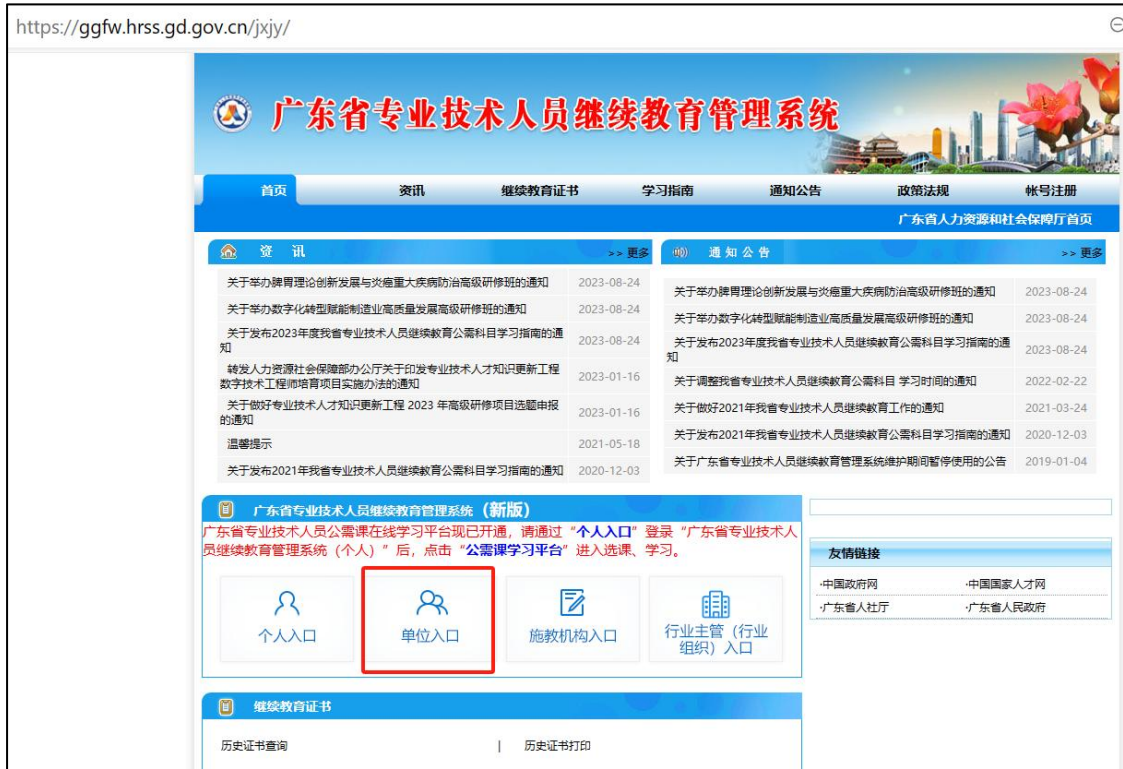 https://ggfw.hrss.gd.gov.cn/jxjy/
广东省专业技术人员继续教育管理系统
首页 资讯 继续教育证书 学习指南 通知公告 政策法规 帐号注册
广东省人力资源和社会保障厅首页
资 讯 >> 更多
关于举办脾胃理论创新发展与炎癌重大疾病防治高级研修班的通知 2023-08-24
关于举办数字化转型赋能制造业高质量发展高级研修班的通知 2023-08-24
关于发布2023年度我省专业技术人员继续教育公需科目学习指南的通
知 2023-08-24
转发人力资源社会保障部办公厅关于印发专业技术人才知识更新工程
数字技术工程师培育项目实施办法的通知 2023-01-16
关于做好专业技术人才知识更新工程 2023 年高级研修项目选题申报
的通知 2023-01-16
温馨提示 2021-05-18
关于发布2021年我省专业技术人员继续教育公需科目学习指南的通知 2020-12-03
通知公告 >> 更多
关于举办脾胃理论创新发展与炎癌重大疾病防治高级研修班的通知 2023-08-24
关于举办数字化转型赋能制造业高质量发展高级研修班的通知 2023-08-24
关于发布2023年度我省专业技术人员继续教育公需科目学习指南的通
知 2023-08-24
关于调整我省专业技术人员继续教育公需科目 学习时间的通知 2022-02-22
关于做好2021年我省专业技术人员继续教育工作的通知 2021-03-24
关于发布2021年我省专业技术人员继续教育公需科目学习指南的通知 2020-12-03
关于广东省专业技术人员继续教育管理系统维护期间暂停使用的公告 2019-01-04
广东省专业技术人员继续教育管理系统（新版）
广东省专业技术人员公需课在线学习平台现已开通，请通过“个人入口”登录“广东省专业技术人
员继续教育管理系统（个人）”后，点击“公需课学习平台”进入选课、学习。
个人入口
单位入口
施教机构入口
行业主管（行业
组织）入口
友情链接
·中国政府网 ·中国国家人才网
·广东省人社厅 ·广东省人民政府
继续教育证书
历史证书查询 | 历史证书打印